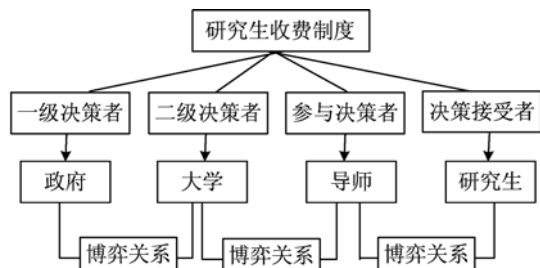 研究生收费制度
一级决策者 二级决策者 参与决策者 决策接受者
政府 大学 导师 研究生
博弈关系 博弈关系 博弈关系